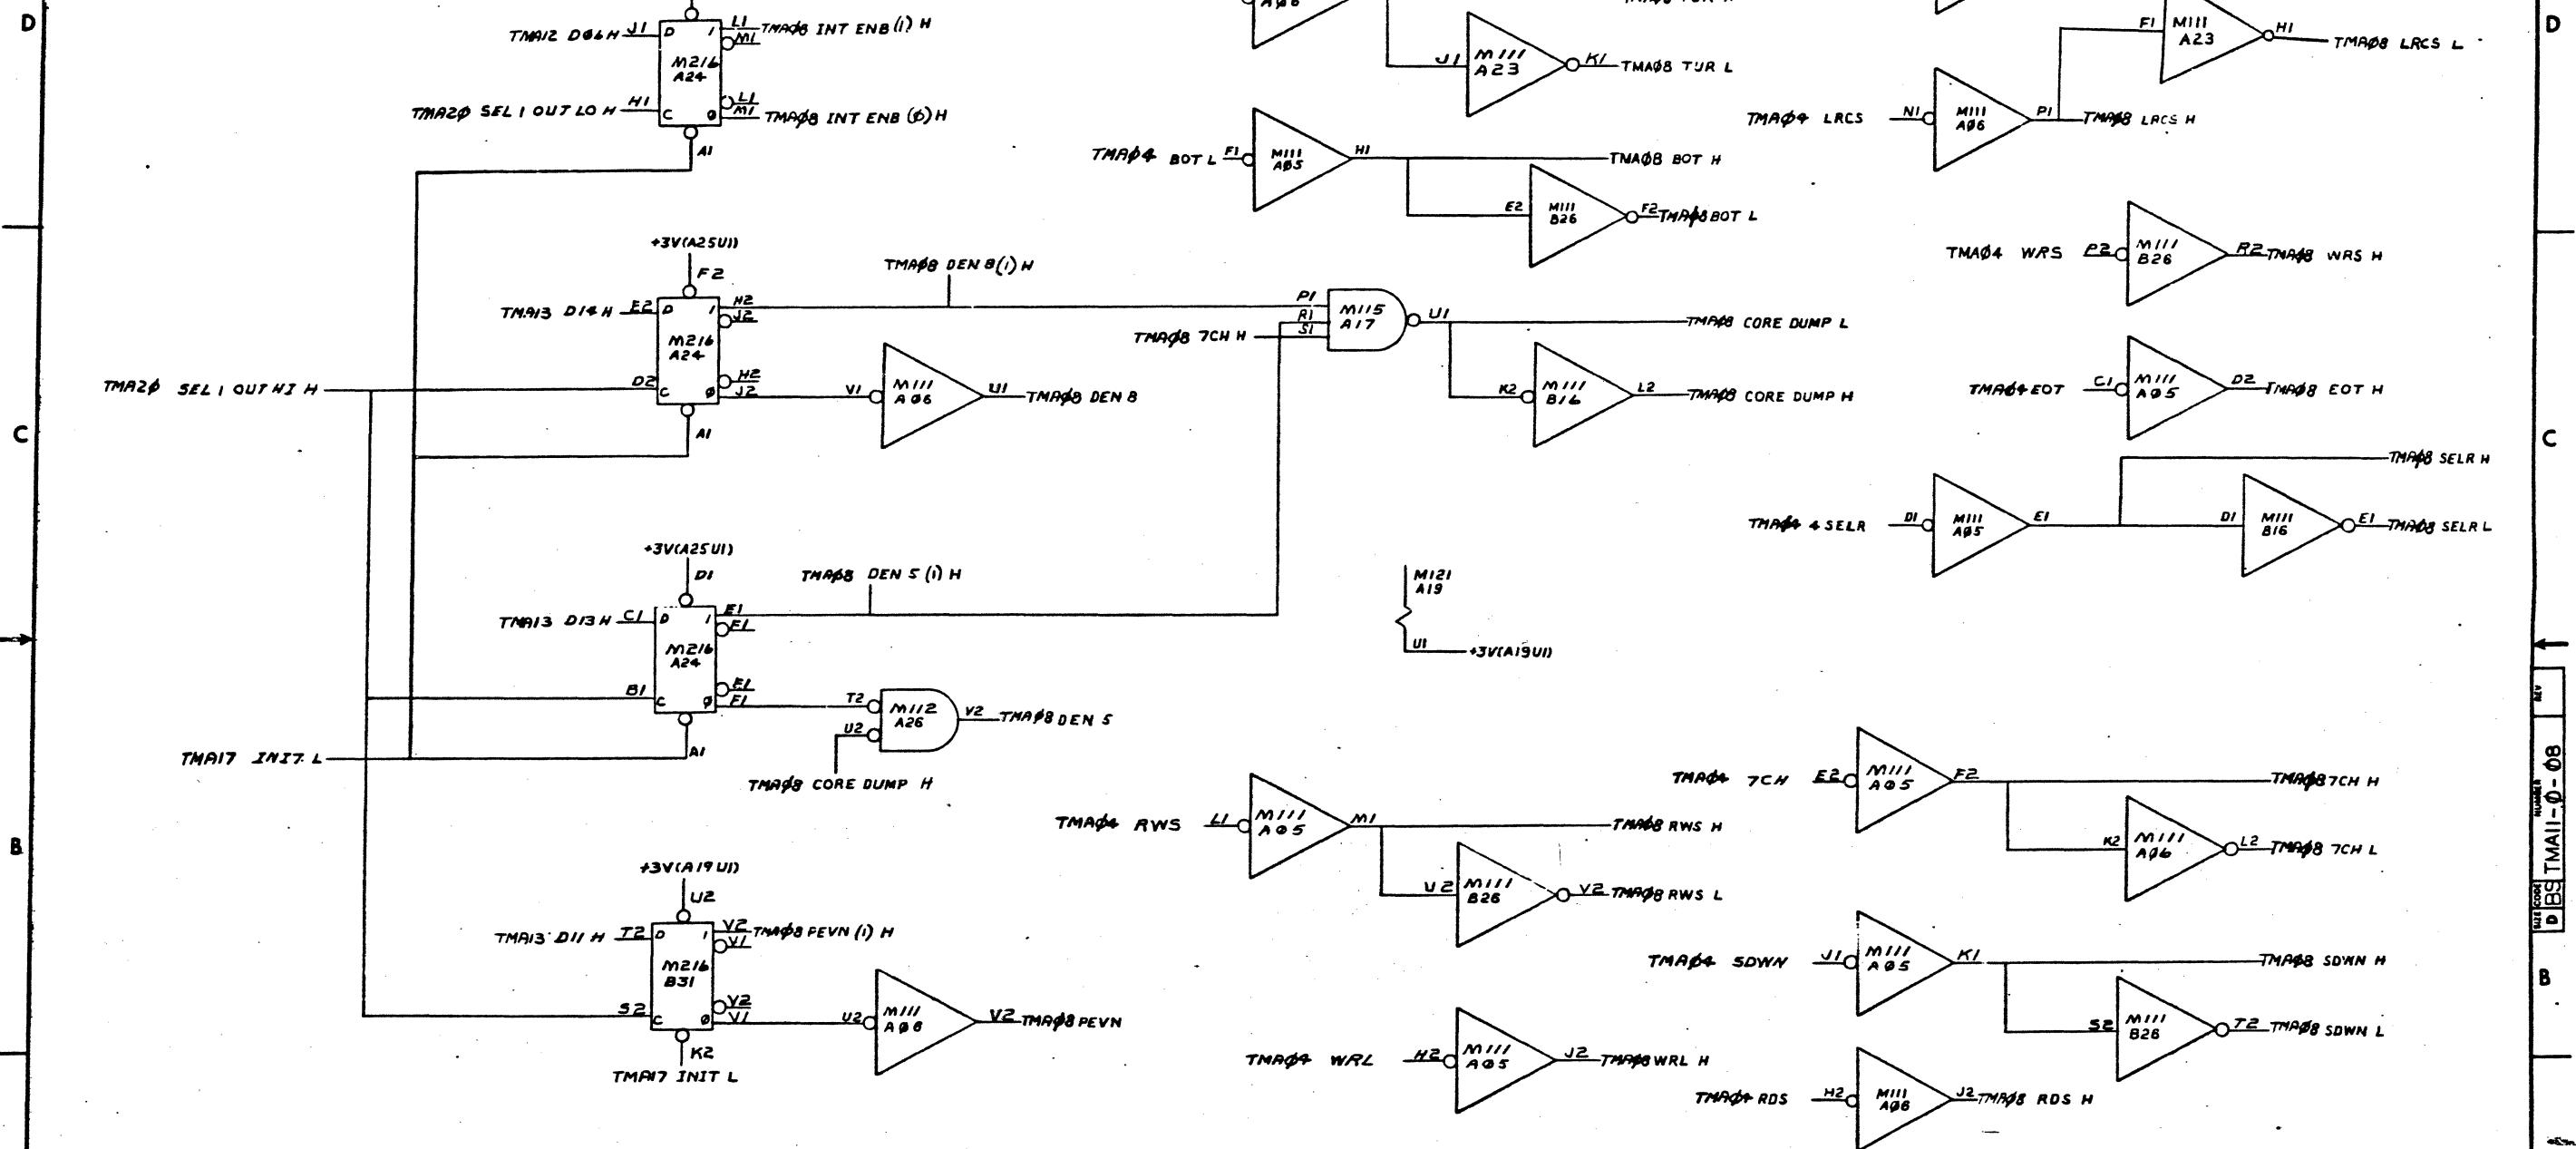 D
D
TMA12 D06 H J1 D 1 L1 TMA08 INT ENB (1) H
M1
M216
A24
L1
TMA20 SEL 1 OUT LO H H1 C 0 M1 TMA08 INT ENB (0) H
A1
A06
J1 M111 A23 K1 TMA08 TUR L
F1 M111 A23 H1 TMA08 LRCS L
TMA04 LRCS N1 M111 A06 P1 TMA08 LRCS H
TMA04 BOT L F1 M111 A05 H1 TMA08 BOT H
E2 M111 B26 F2 TMA08 BOT L
TMA04 WRS P2 M111 B26 R2 TMA08 WRS H
+3V(A25U1)
F2
TMA08 DEN 8(1) H
TMA13 D14 H E2 D 1 H2
J2
M216
A24
H2
TMA20 SEL 1 OUT HI H D2 C 0 J2
A1
V1 M111 A06 U1 TMA08 DEN 8
P1
R1
TMA08 7CH H S1
M115 A17 U1 TMA08 CORE DUMP L
K2 M111 B16 L2 TMA08 CORE DUMP H
TMA04 EOT C1 M111 A05 D2 TMA08 EOT H
C
C
TMA08 SELR H
TMA04 4 SELR D1 M111 A05 E1 D1 M111 B16 E1 TMA08 SELR L
+3V(A25U1)
D1
TMA08 DEN 5 (1) H
TMA13 D13 H C1 D 1 E1
F1
M216
A24
E1
B1 C 0 F1
A1
TMA17 INIT L
T2
U2
M112 A26 V2 TMA08 DEN 5
TMA08 CORE DUMP H
M121
A19
U1 +3V(A19U1)
TMA04 7CH E2 M111 A05 F2 TMA08 7CH H
K2 M111 A06 L2 TMA08 7CH L
TMA04 RWS L1 M111 A05 M1 TMA08 RWS H
U2 M111 B26 V2 TMA08 RWS L
B
B
+3V(A19U1)
U2
TMA13 D11 H T2 D 1 V2 TMA08 PEVN (1) H
V1
M216
B31
V2
S2 C 0 V1
K2
TMA17 INIT L
U2 M111 A06 V2 TMA08 PEVN
TMA04 SDWN J1 M111 A05 K1 TMA08 SDWN H
S2 M111 B26 T2 TMA08 SDWN L
TMA04 WRL H2 M111 A05 J2 TMA08 WRL H
TMA04 RDS H2 M111 A06 J2 TMA08 RDS H
REV
SIZE CODE NUMBER
D BS TMA11-0-08